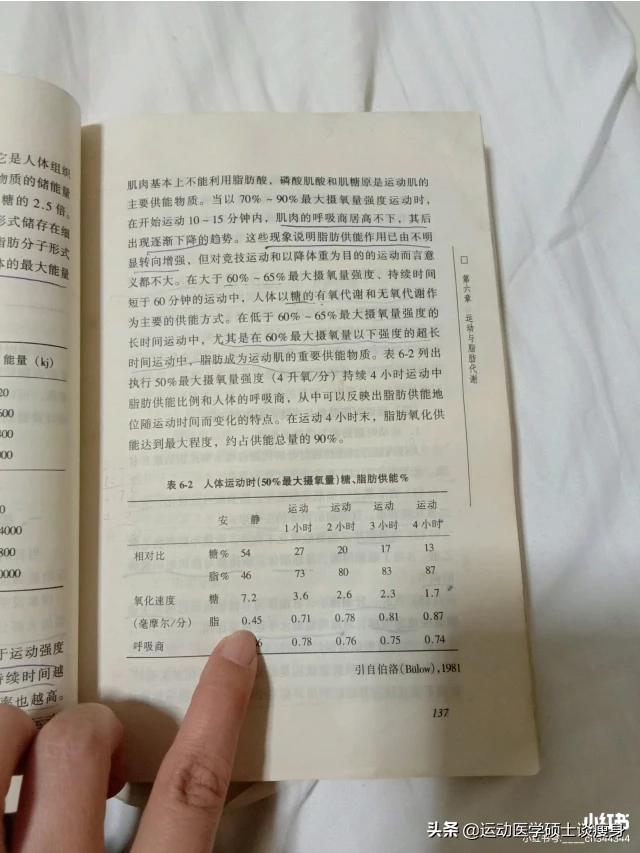 它是人体组织
物质的储能量
糖的 2.5 倍。
形式储存在细
脂肪分子形式
体的最大能量
能量（kj）
20
600
400
000
0
4000
800
0000
于运动强度
持续时间越
率也越高。
肌肉基本上不能利用脂肪酸，磷酸肌酸和肌糖原是运动肌的
主要供能物质。当以 70%～90%最大摄氧量强度运动时，
在开始运动 10－15 分钟内，肌肉的呼吸商居高不下，其后
出现逐渐下降的趋势。这些现象说明脂肪供能作用已由不明
显转向增强，但对竞技运动和以降体重为目的的运动而言意
义都不大。在大于 60%～65%最大摄氧量强度、持续时间
短于 60 分钟的运动中，人体以糖的有氧代谢和无氧代谢作
为主要的供能方式。在低于 60%～65%最大摄氧量强度的
长时间运动中，尤其是在 60%最大摄氧量以下强度的超长
时间运动中，脂肪成为运动肌的重要供能物质。表 6-2 列出
执行 50%最大摄氧量强度（4 升氧/分）持续 4 小时运动中
脂肪供能比例和人体的呼吸商，从中可以反映出脂肪供能地
位随运动时间而变化的特点。在运动 4 小时末，脂肪氧化供
能达到最大程度，约占供能总量的 90%。
表 6-2 人体运动时(50%最大摄氧量)糖、脂肪供能%
安 静 运动 运动 运动 运动
1 小时 2 小时 3 小时 4 小时
相对比 糖% 54 27 20 17 13
脂% 46 73 80 83 87
氧化速度 糖 7.2 3.6 2.6 2.3 1.7
(毫摩尔/分) 脂 0.45 0.71 0.78 0.81 0.87
呼吸商 6 0.78 0.76 0.75 0.74
引自伯洛(Bülow),1981
137
第六章 运动与脂肪代谢
小红书
头条 @运动医学硕士谈瘦身